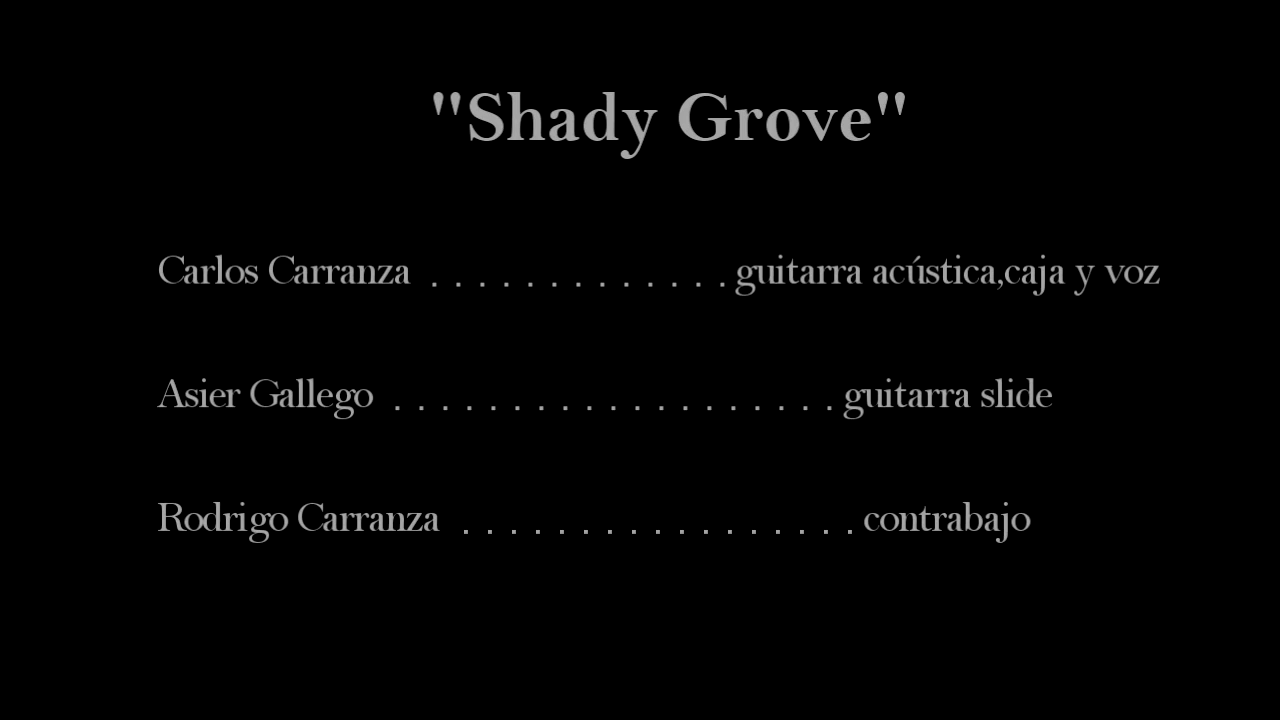 "Shady Grove"
Carlos Carranza . . . . . . . . . . . . . guitarra acústica,caja y voz
Asier Gallego . . . . . . . . . . . . . . . . . . . guitarra slide
Rodrigo Carranza . . . . . . . . . . . . . . . . . contrabajo